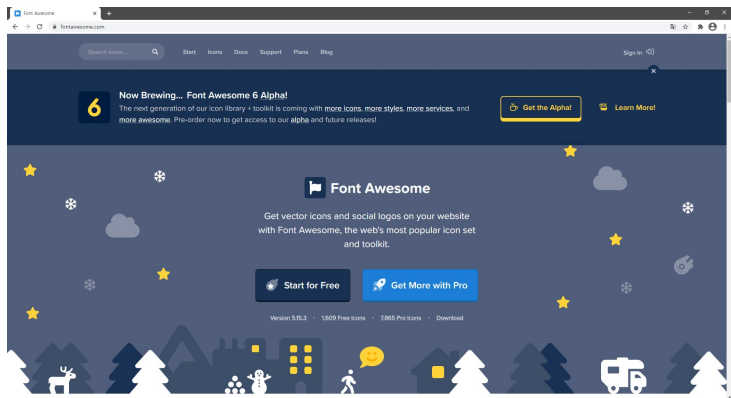 Font Awesome
fontawesome.com
Search icons...
Start Icons Docs Support Plans Blog
Sign In
6
Now Brewing... Font Awesome 6 Alpha!
The next generation of our icon library + toolkit is coming with more icons, more styles, more services, and
more awesome. Pre-order now to get access to our alpha and future releases!
Get the Alpha!
Learn More!
Font Awesome
Get vector icons and social logos on your website
with Font Awesome, the web's most popular icon set
and toolkit.
Start for Free
Get More with Pro
Version 5.15.3 · 1,609 Free Icons · 7,865 Pro Icons · Download